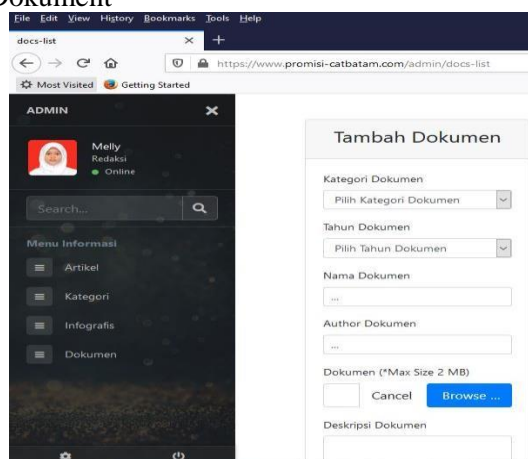 Dokument
File Edit View History Bookmarks Tools Help
docs-list × +
https://www.promisi-catbatam.com/admin/docs-list
Most Visited Getting Started
ADMIN ×
Melly
Redaksi
Online
Search...
Menu Informasi
Artikel
Kategori
Infografis
Dokumen
Tambah Dokumen
Kategori Dokumen
Pilih Kategori Dokumen
Tahun Dokumen
Pilih Tahun Dokumen
Nama Dokumen
...
Author Dokumen
...
Dokumen (*Max Size 2 MB)
Cancel Browse ...
Deskripsi Dokumen